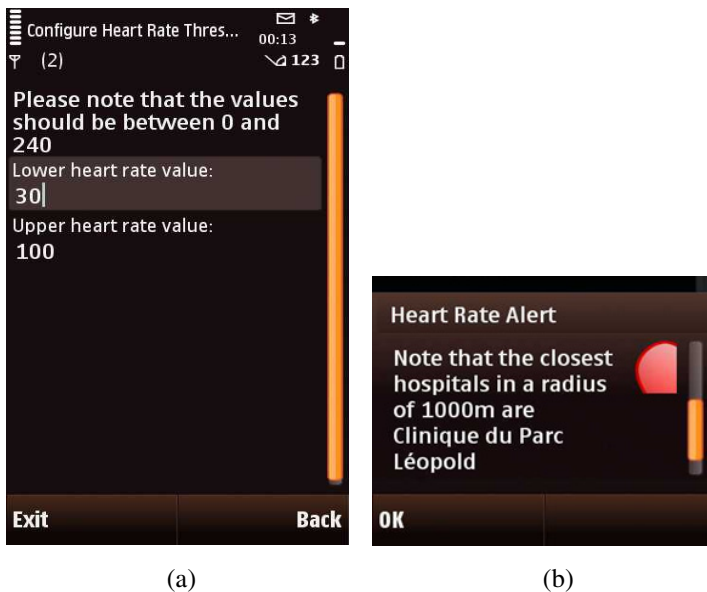 Configure Heart Rate Thres...
00:13
(2)
123
Please note that the values
should be between 0 and
240
Lower heart rate value:
30
Upper heart rate value:
100
Exit
Back
(a)
Heart Rate Alert
Note that the closest
hospitals in a radius
of 1000m are
Clinique du Parc
Léopold
OK
(b)